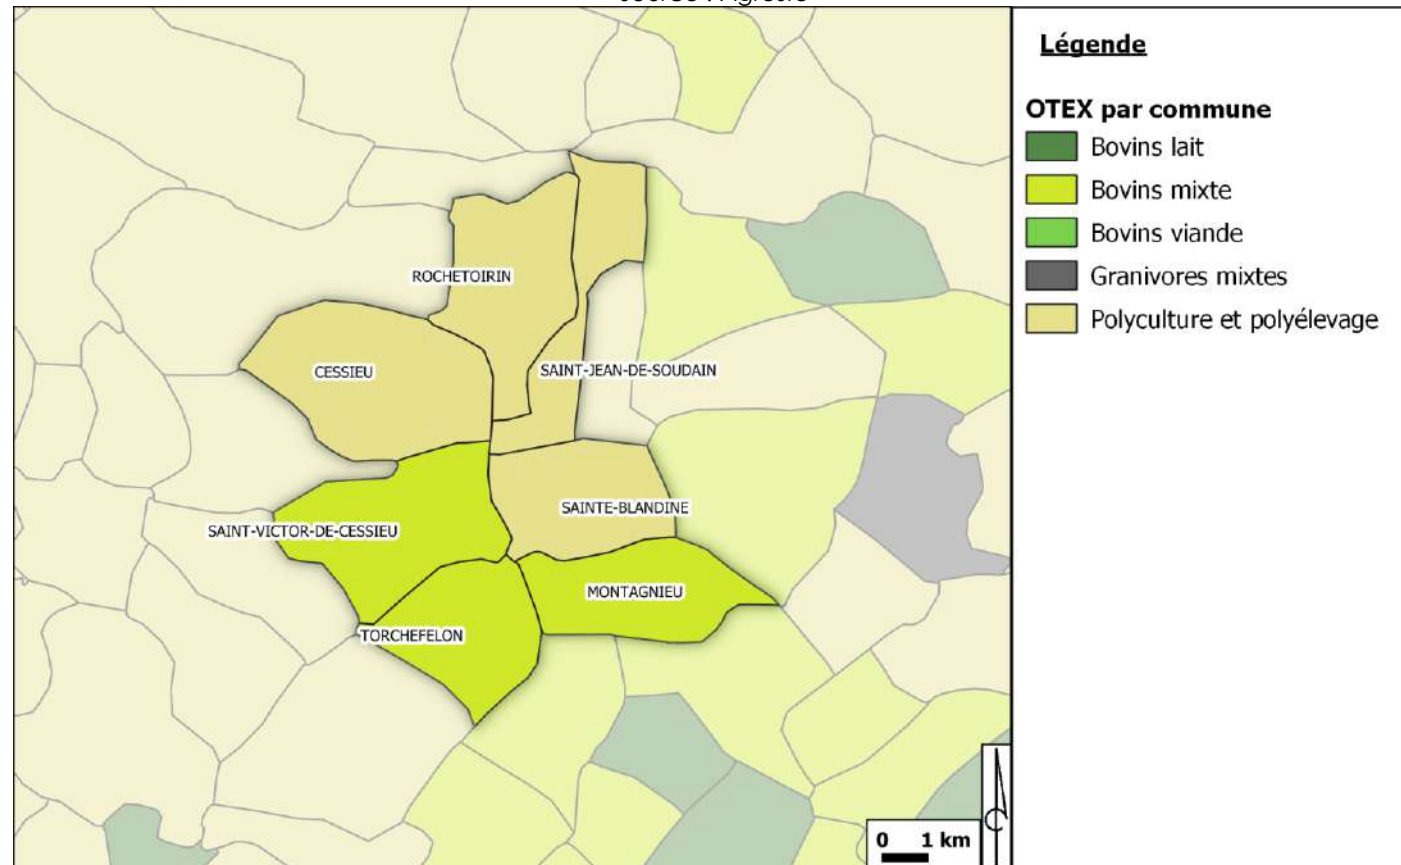 Légende
OTEX par commune
Bovins lait
Bovins mixte
Bovins viande
Granivores mixtes
Polyculture et polyélevage
ROCHETOIRIN
CESSIEU
SAINT-JEAN-DE-SOUDAIN
SAINTE-BLANDINE
SAINT-VICTOR-DE-CESSIEU
MONTAGNIEU
TORCHEFELON
0 1 km